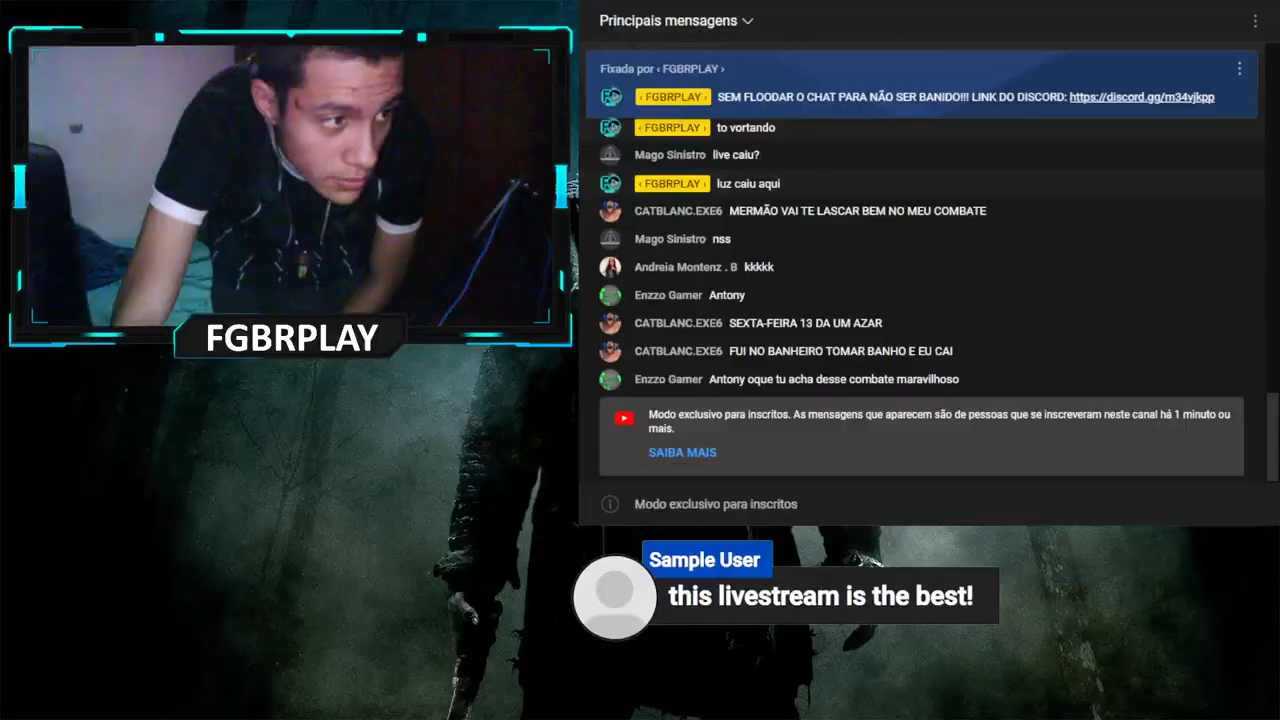 FGBRPLAY
Principais mensagens
Fixada por ‹ FGBRPLAY ›
‹ FGBRPLAY › SEM FLOODAR O CHAT PARA NÃO SER BANIDO!!! LINK DO DISCORD: https://discord.gg/m34vjkpp
‹ FGBRPLAY › to vortando
Mago Sinistro live caiu?
‹ FGBRPLAY › luz caiu aqui
CATBLANC.EXE6 MERMÃO VAI TE LASCAR BEM NO MEU COMBATE
Mago Sinistro nss
Andreia Montenz . B kkkkk
Enzzo Gamer Antony
CATBLANC.EXE6 SEXTA-FEIRA 13 DA UM AZAR
CATBLANC.EXE6 FUI NO BANHEIRO TOMAR BANHO E EU CAI
Enzzo Gamer Antony oque tu acha desse combate maravilhoso
Modo exclusivo para inscritos. As mensagens que aparecem são de pessoas que se inscreveram neste canal há 1 minuto ou
mais.
SAIBA MAIS
Modo exclusivo para inscritos
Sample User
this livestream is the best!